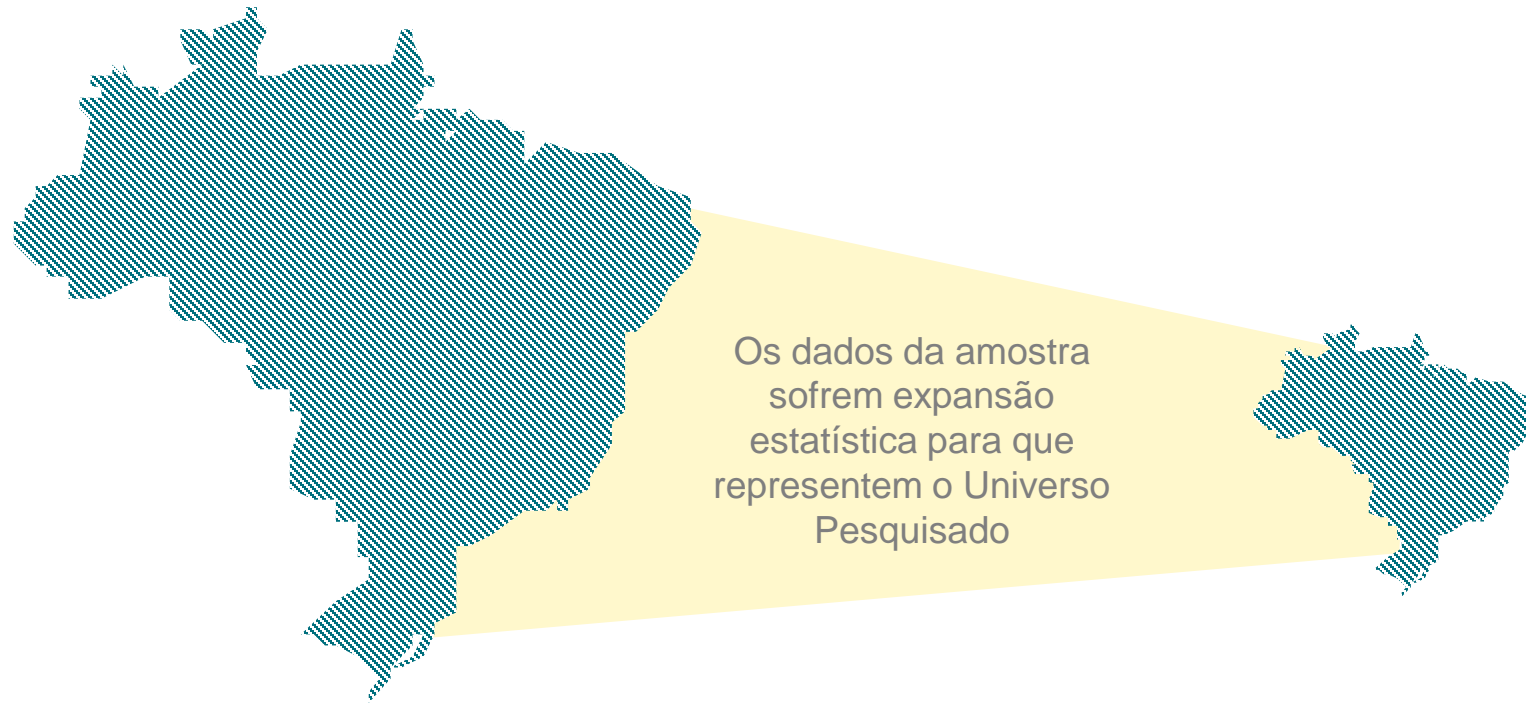 Os dados da amostra
sofrem expansão
estatística para que
representem o Universo
Pesquisado